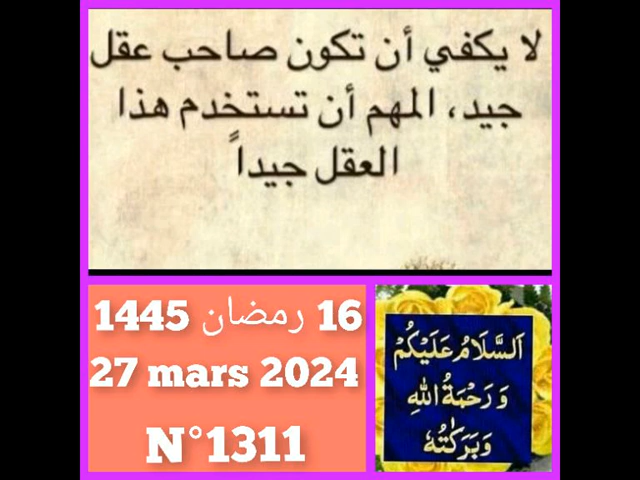 لا يكفي أن تكون صاحب عقل
جيد، المهم أن تستخدم هذا
العقل جيداً
16 رمضان 1445
27 mars 2024
N°1311
اَلسَّلَامُ عَلَيْكُمْ
وَرَحْمَةُ اللهِ
وَبَرَكَاتُهُ